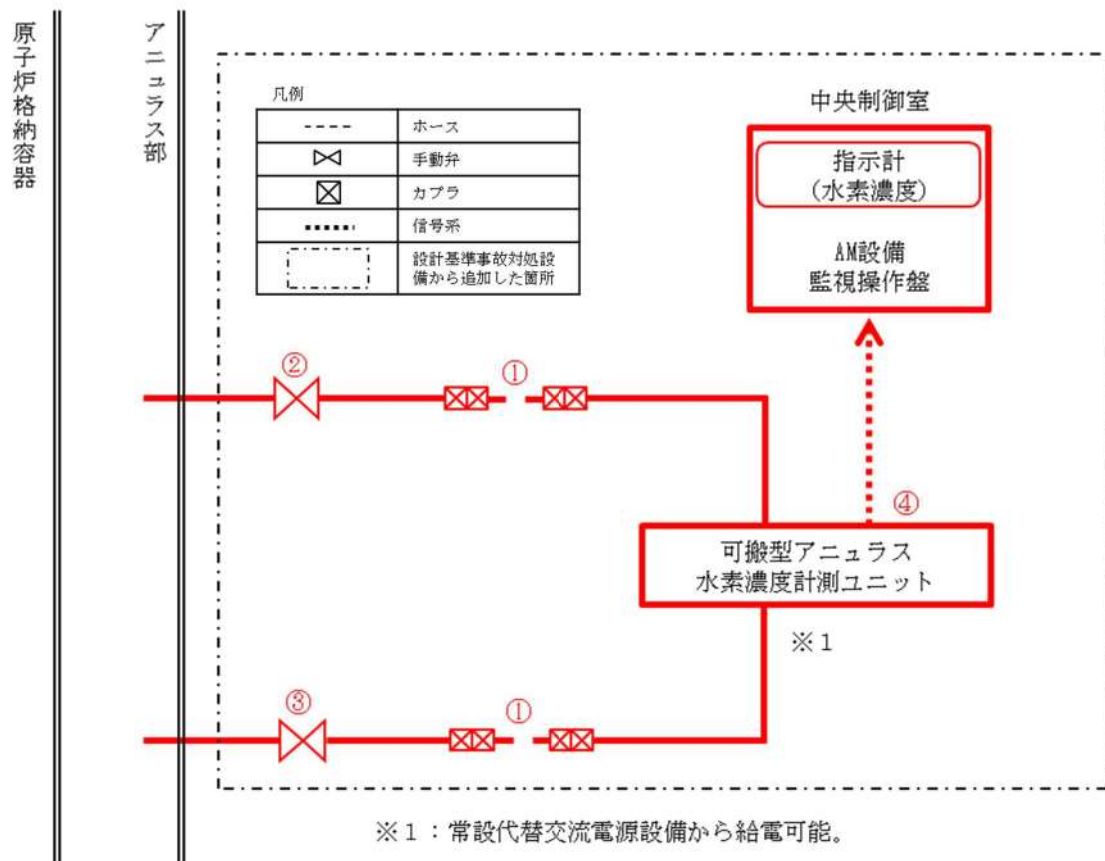 原子炉格納容器
アニュラス部
凡例
ホース
手動弁
カプラ
信号系
設計基準事故対処設
備から追加した箇所
中央制御室
指示計
(水素濃度)
AM設備
監視操作盤
②
①
④
可搬型アニュラス
水素濃度計測ユニット
※1
③
①
※1：常設代替交流電源設備から給電可能。